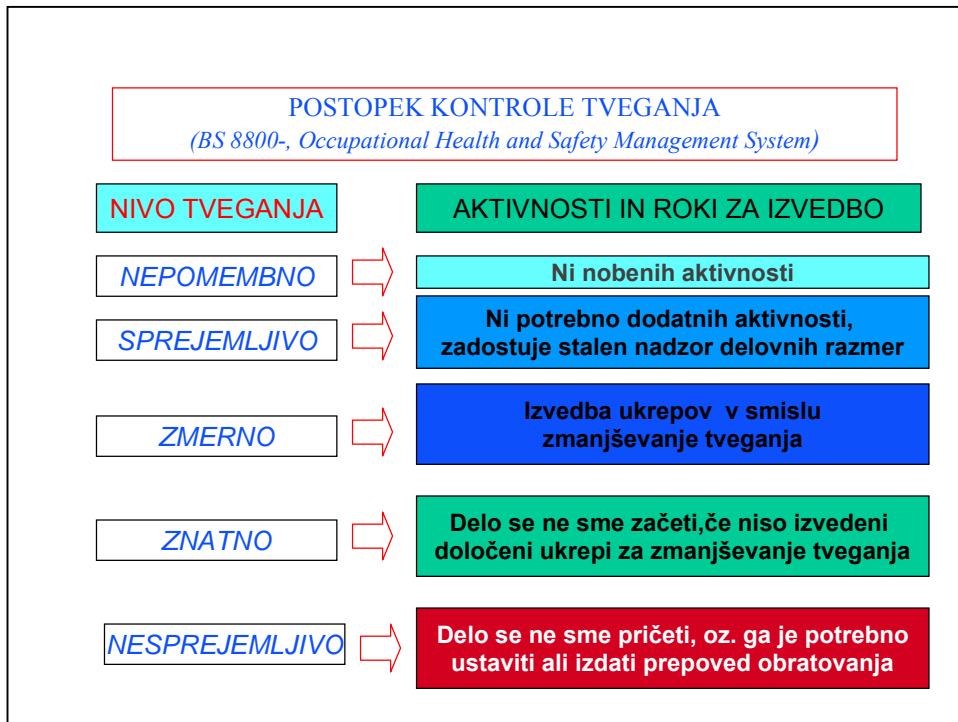 POSTOPEK KONTROLE TVEGANJA
(BS 8800-, Occupational Health and Safety Management System)
NIVO TVEGANJA
AKTIVNOSTI IN ROKI ZA IZVEDBO
NEPOMEMBNO
Ni nobenih aktivnosti
SPREJEMLJIVO
Ni potrebno dodatnih aktivnosti,
zadostuje stalen nadzor delovnih razmer
ZMERNO
Izvedba ukrepov v smislu
zmanjševanje tveganja
ZNATNO
Delo se ne sme začeti,če niso izvedeni
določeni ukrepi za zmanjševanje tveganja
NESPREJEMLJIVO
Delo se ne sme pričeti, oz. ga je potrebno
ustaviti ali izdati prepoved obratovanja